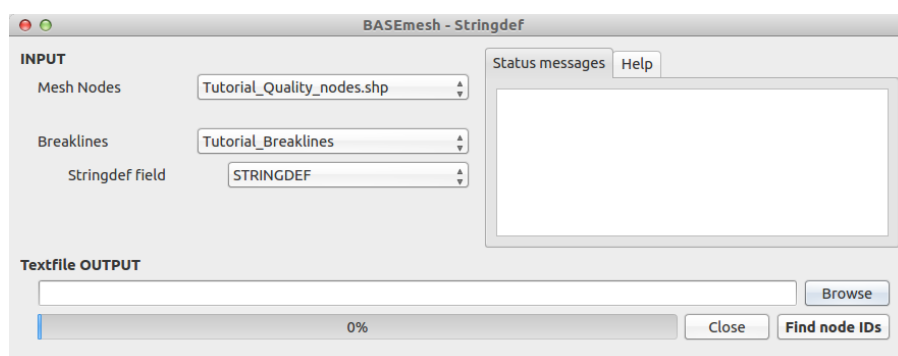 BASEmesh - Stringdef
INPUT
Mesh Nodes
Tutorial_Quality_nodes.shp
Breaklines
Tutorial_Breaklines
Stringdef field
STRINGDEF
Status messages
Help
Textfile OUTPUT
Browse
0%
Close
Find node IDs